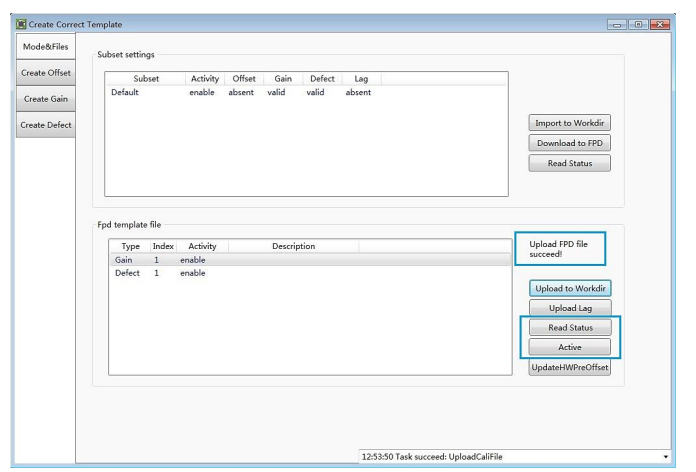 Create Correct Template
Mode&Files
Create Offset
Create Gain
Create Defect
Subset settings
Subset Activity Offset Gain Defect Lag
Default enable absent valid valid absent
Import to Workdir
Download to FPD
Read Status
Fpd template file
Type Index Activity Description
Gain 1 enable
Defect 1 enable
Upload FPD file
succeed!
Upload to Workdir
Upload Lag
Read Status
Active
UpdateHWPreOffset
12:53:50 Task succeed: UploadCaliFile